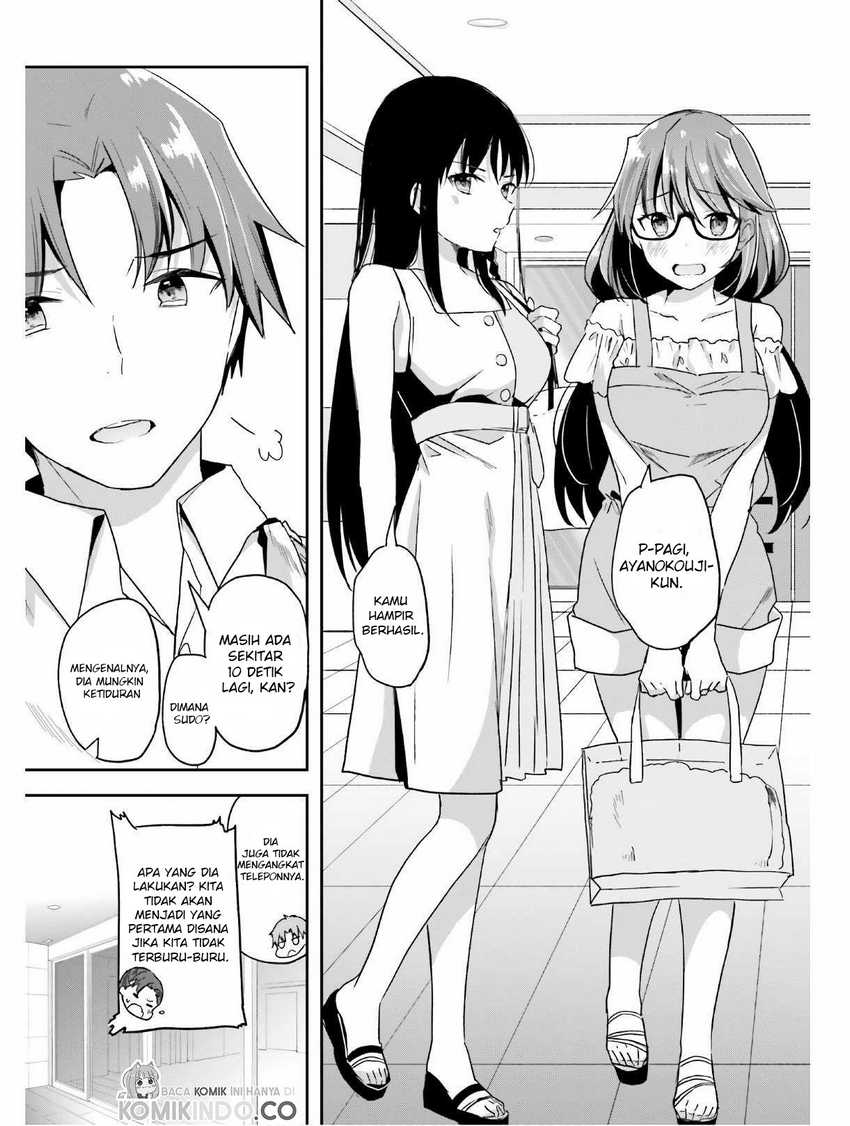 P-PAGI,
AYANOKOUJI-
KUN.
KAMU
HAMPIR
BERHASIL.
MASIH ADA
SEKITAR
10 DETIK
LAGI, KAN?
DIMANA
SUDO?
MENGENALNYA,
DIA MUNGKIN
KETIDURAN
DIA
JUGA TIDAK
MENGANGKAT
TELEPONNYA.
APA YANG DIA
LAKUKAN? KITA
TIDAK AKAN
MENJADI YANG
PERTAMA DISANA
JIKA KITA TIDAK
TERBURU-BURU.
BACA KOMIK INI HANYA DI
KOMIKINDO.CO